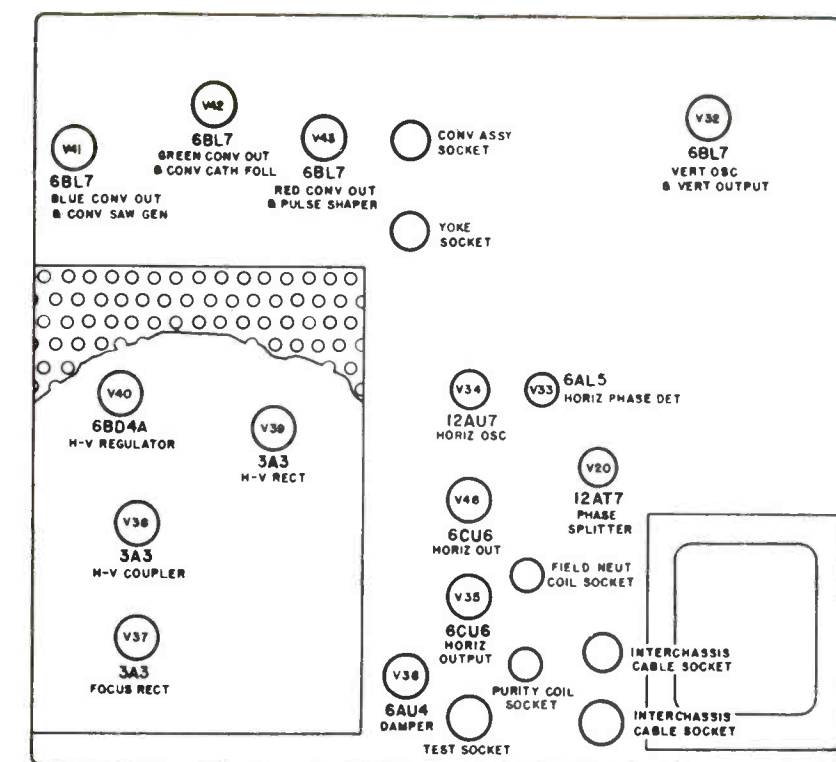 V41
6BL7
BLUE CONV OUT
& CONV SAW GEN
V42
6BL7
GREEN CONV OUT
& CONV CATH FOLL
V43
6BL7
RED CONV OUT
& PULSE SHAPER
CONV ASSY
SOCKET
V32
6BL7
VERT OSC
& VERT OUTPUT
YOKE
SOCKET
V40
6BD4A
H-V REGULATOR
V39
3A3
H-V RECT
V38
3A3
H-V COUPLER
V37
3A3
FOCUS RECT
V34
12AU7
HORIZ OSC
V33
6AL5
HORIZ PHASE DET
V20
12AT7
PHASE
SPLITTER
V46
6CU6
HORIZ OUT
FIELD NEUT
COIL SOCKET
V35
6CU6
HORIZ
OUTPUT
V36
6AU4
DAMPER
PURITY COIL
SOCKET
TEST SOCKET
INTERCHASSIS
CABLE SOCKET
INTERCHASSIS
CABLE SOCKET